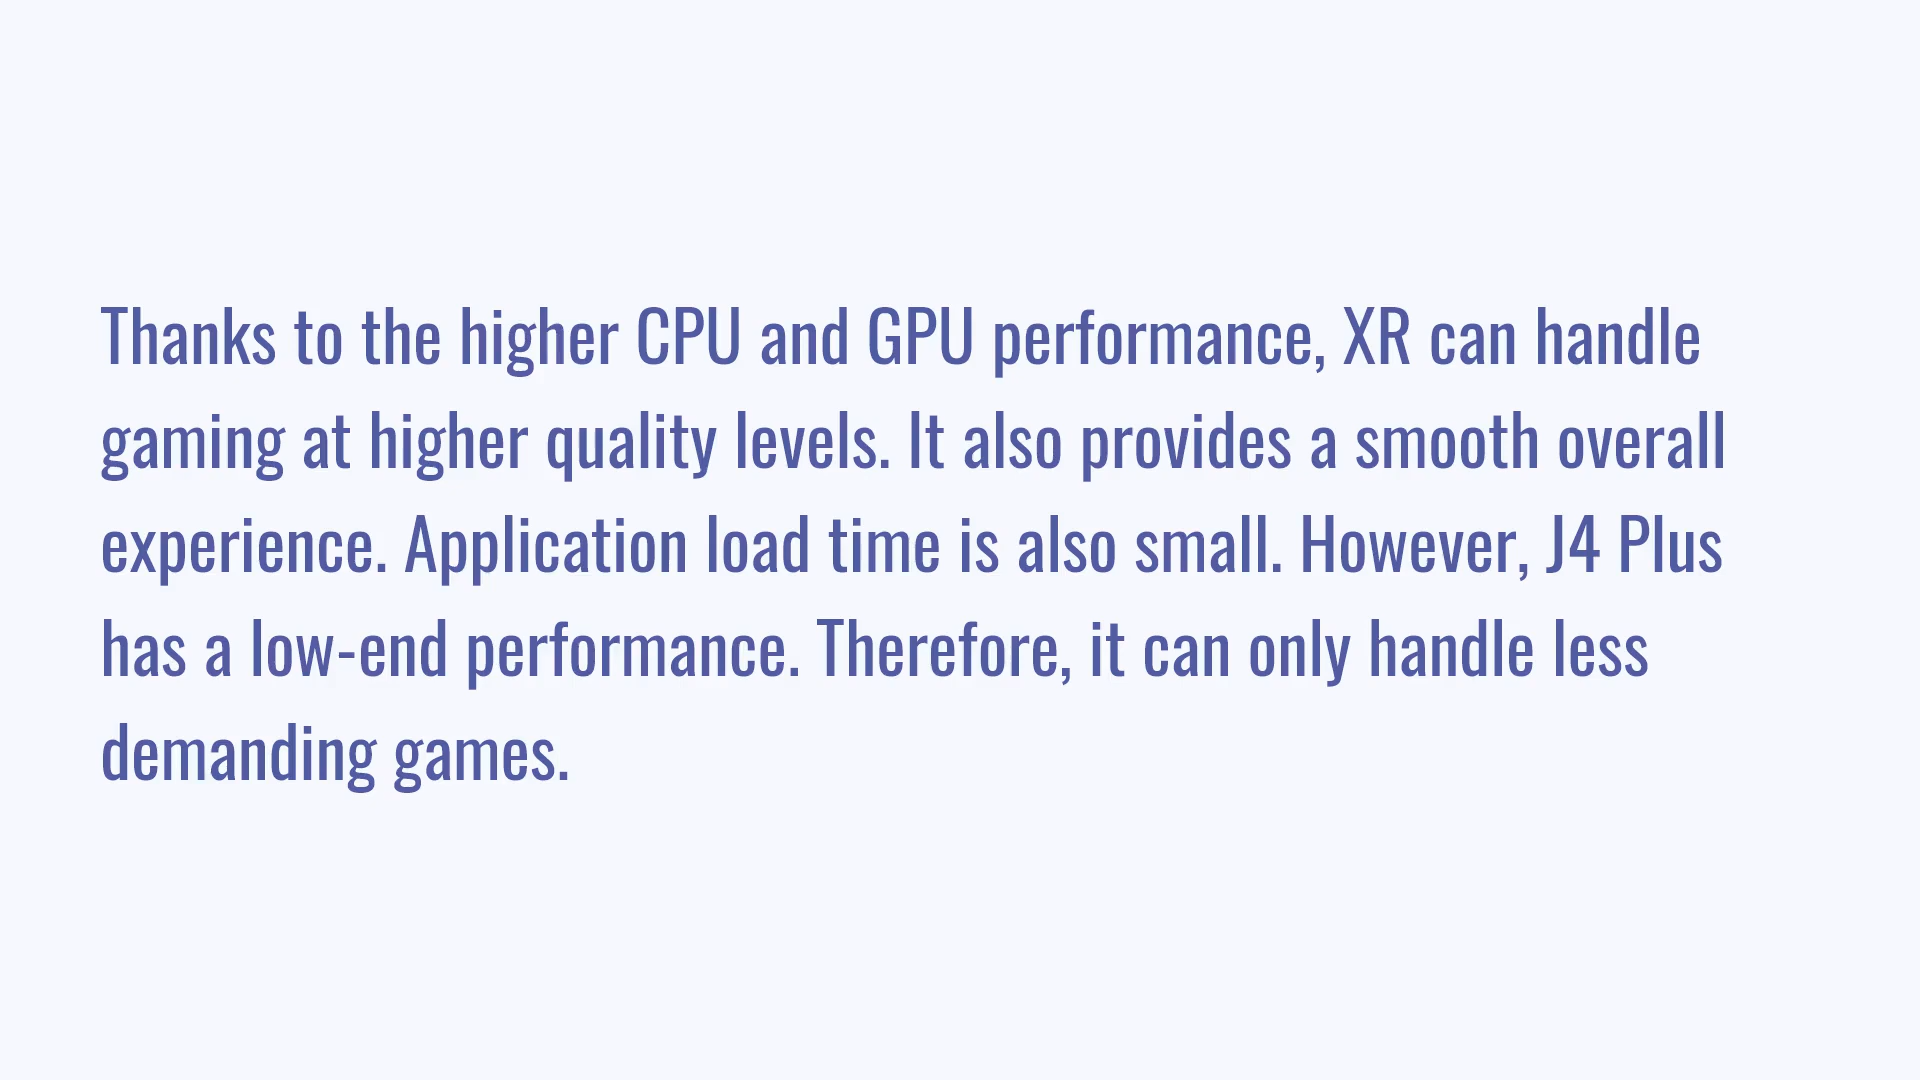 Thanks to the higher CPU and GPU performance, XR can handle
gaming at higher quality levels. It also provides a smooth overall
experience. Application load time is also small. However, J4 Plus
has a low-end performance. Therefore, it can only handle less
demanding games.